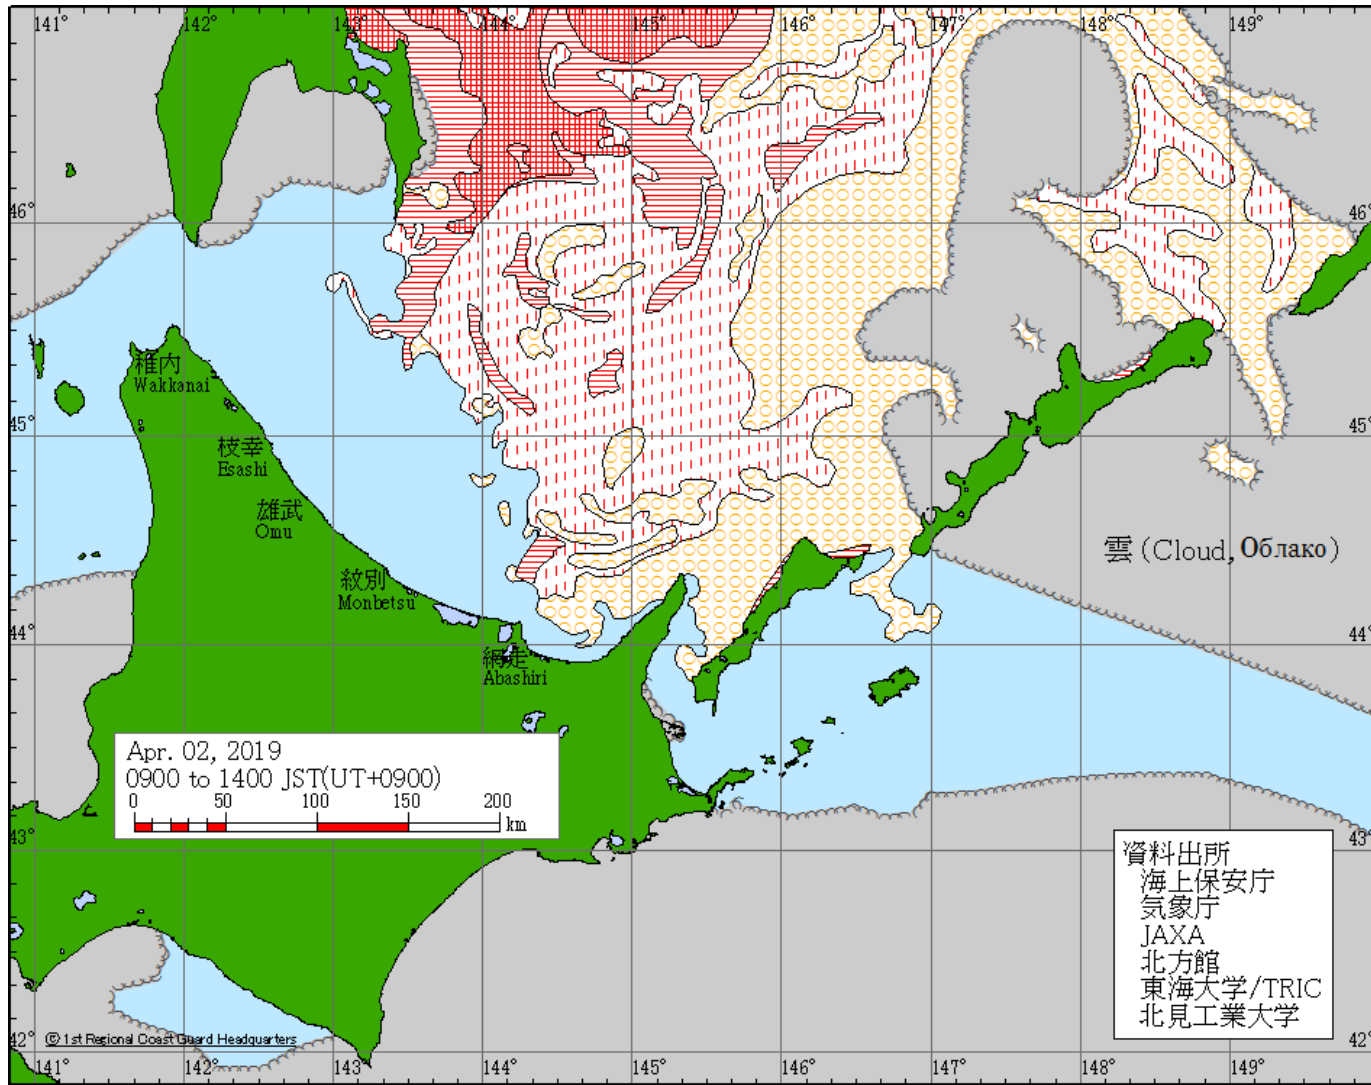 141° 142° 143° 144° 145° 146° 147° 148° 149°
46° 46°
稚内
Wakkanai
45° 45°
枝幸
Esashi
雄武
Omu
雲(Cloud, Облако)
紋別
Monbetsu
44° 44°
網走
Abashiri
Apr. 02, 2019
0900 to 1400 JST(UT+0900)
0 50 100 150 200
km
43° 43°
資料出所
海上保安庁
気象庁
JAXA
北方館
東海大学/TRIC
北見工業大学
42° 42°
© 1st Regional Coast Guard Headquarters
141° 142° 143° 144° 145° 146° 147° 148° 149°